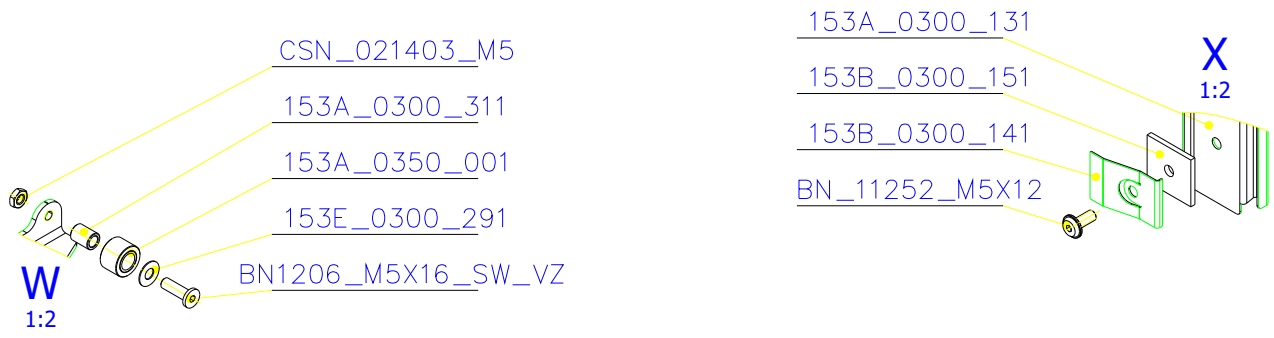 CSN_021403_M5
153A_0300_311
153A_0350_001
153E_0300_291
BN1206_M5X16_SW_VZ
W
1:2
153A_0300_131
153B_0300_151
153B_0300_141
BN_11252_M5X12
X
1:2